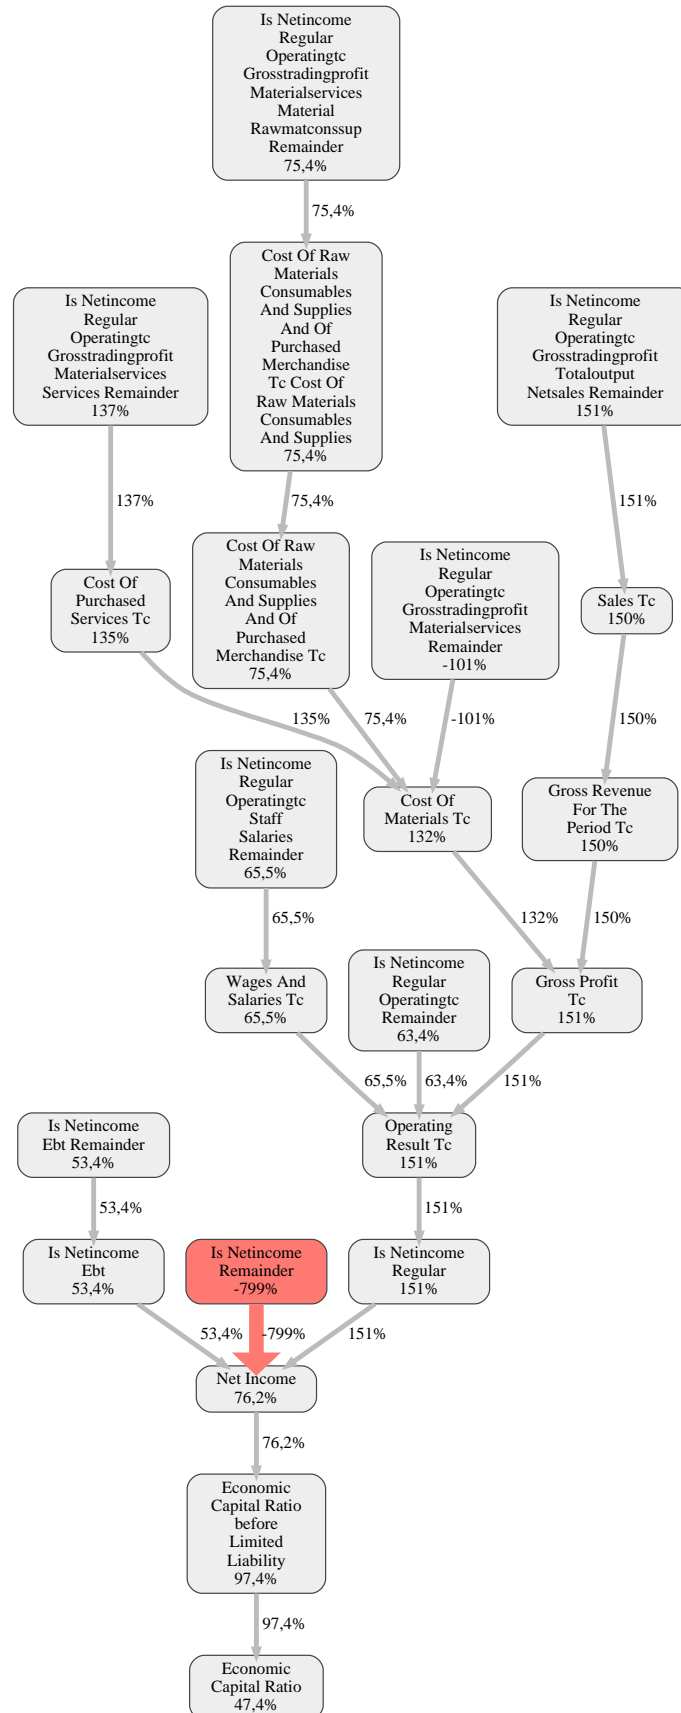 Is Netincome
Regular
Operatingtc
Grosstradingprofit
Materialservices
Material
Rawmatconssup
Remainder
75,4%
75,4%
Cost Of Raw
Materials
Consumables
And Supplies
And Of
Purchased
Merchandise
Tc Cost Of
Raw Materials
Consumables
And Supplies
75,4%
Is Netincome
Regular
Operatingtc
Grosstradingprofit
Materialservices
Services Remainder
137%
Is Netincome
Regular
Operatingtc
Grosstradingprofit
Totaloutput
Netsales Remainder
151%
137%
75,4%
151%
Cost Of
Purchased
Services Tc
135%
Cost Of Raw
Materials
Consumables
And Supplies
And Of
Purchased
Merchandise Tc
75,4%
Is Netincome
Regular
Operatingtc
Grosstradingprofit
Materialservices
Remainder
-101%
Sales Tc
150%
135%
75,4%
-101%
150%
Is Netincome
Regular
Operatingtc
Staff
Salaries
Remainder
65,5%
Cost Of
Materials Tc
132%
Gross Revenue
For The
Period Tc
150%
65,5%
132%
150%
Wages And
Salaries Tc
65,5%
Is Netincome
Regular
Operatingtc
Remainder
63,4%
Gross Profit
Tc
151%
65,5%
63,4%
151%
Is Netincome
Ebt Remainder
53,4%
Operating
Result Tc
151%
53,4%
151%
Is Netincome
Ebt
53,4%
Is Netincome
Remainder
-799%
Is Netincome
Regular
151%
53,4%
-799%
151%
Net Income
76,2%
76,2%
Economic
Capital Ratio
before
Limited
Liability
97,4%
97,4%
Economic
Capital Ratio
47,4%